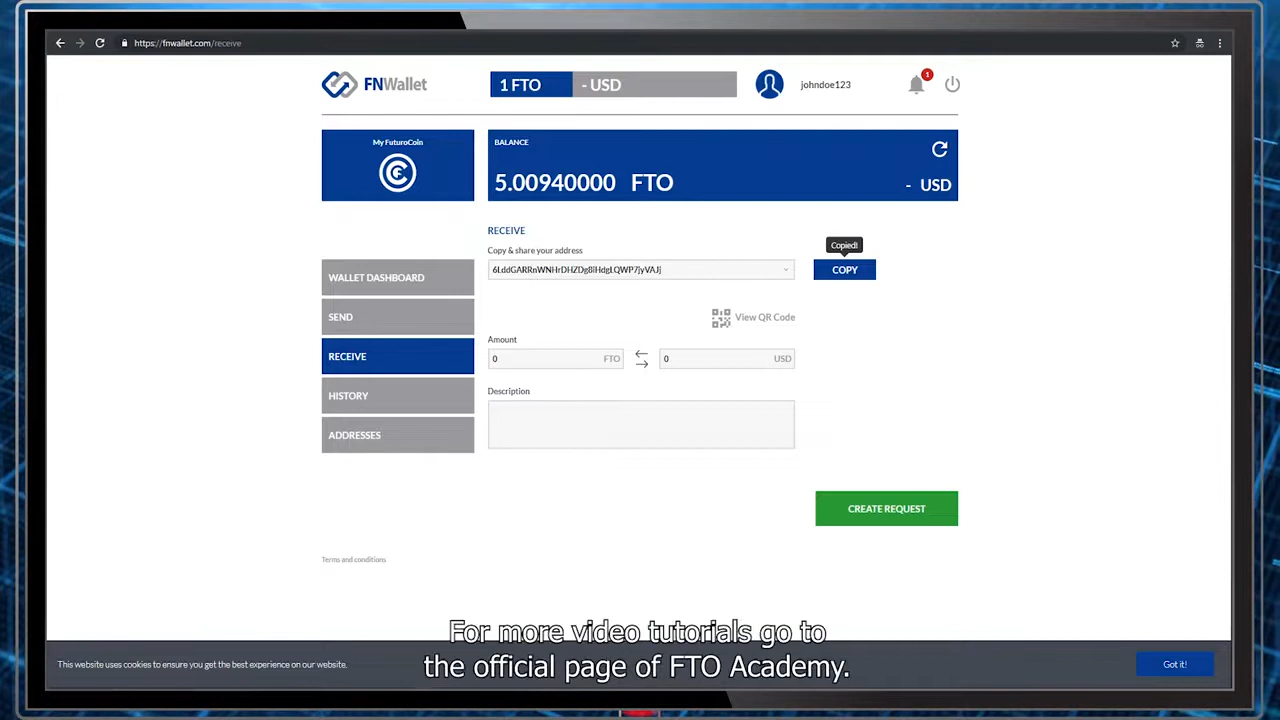 https://fnwallet.com/receive
FNWallet
1 FTO
- USD
johndoe123
1
My FuturoCoin
BALANCE
5.00940000 FTO
- USD
RECEIVE
Copy & share your address
Copied!
6LddGARRnWNHrDHZDg8iHdgLQWP7jyVAJj
COPY
WALLET DASHBOARD
SEND
RECEIVE
HISTORY
ADDRESSES
View QR Code
Amount
0 FTO
0 USD
Description
CREATE REQUEST
Terms and conditions
This website uses cookies to ensure you get the best experience on our website.
Got it!
For more video tutorials go to
the official page of FTO Academy.